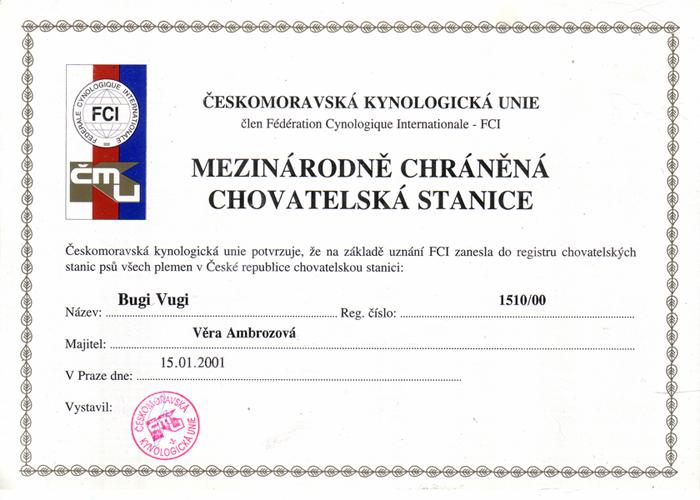 FÉDÉRALE CYNOLOGIQUE INTERNATIONALE
FCI
ČMKU
ČESKOMORAVSKÁ KYNOLOGICKÁ UNIE
člen Fédération Cynologique Internationale - FCI
MEZINÁRODNĚ CHRÁNĚNÁ
CHOVATELSKÁ STANICE
Českomoravská kynologická unie potvrzuje, že na základě uznání FCI zanesla do registru chovatelských
stanic psů všech plemen v České republice chovatelskou stanici:
Název: Bugi Vugi Reg. číslo: 1510/00
Majitel: Věra Ambrozová
V Praze dne: 15.01.2001
Vystavil:
ČESKOMORAVSKÁ
KYNOLOGICKÁ UNIE